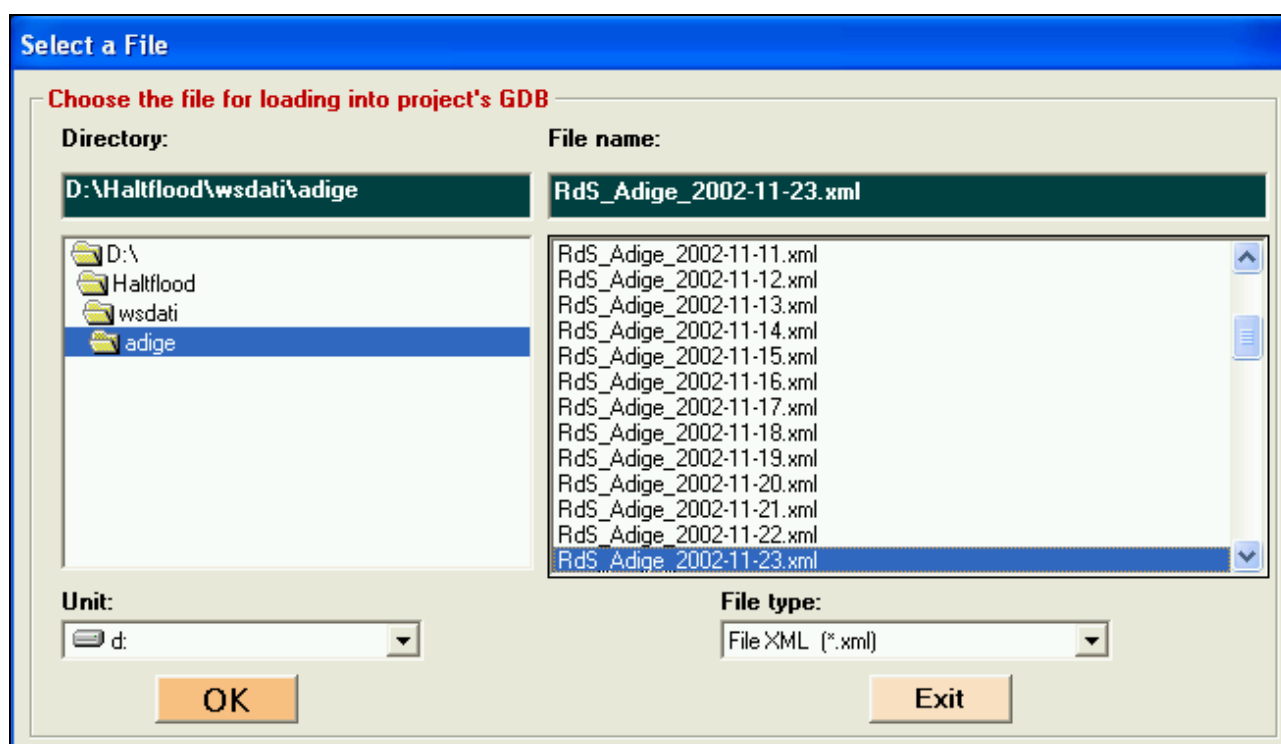 Select a File
Choose the file for loading into project's GDB
Directory:
File name:
D:\Haltflood\wsdati\adige
RdS_Adige_2002-11-23.xml
D:\
Haltflood
wsdati
adige
RdS_Adige_2002-11-11.xml
RdS_Adige_2002-11-12.xml
RdS_Adige_2002-11-13.xml
RdS_Adige_2002-11-14.xml
RdS_Adige_2002-11-15.xml
RdS_Adige_2002-11-16.xml
RdS_Adige_2002-11-17.xml
RdS_Adige_2002-11-18.xml
RdS_Adige_2002-11-19.xml
RdS_Adige_2002-11-20.xml
RdS_Adige_2002-11-21.xml
RdS_Adige_2002-11-22.xml
RdS_Adige_2002-11-23.xml
Unit:
d:
File type:
File XML (*.xml)
OK
Exit